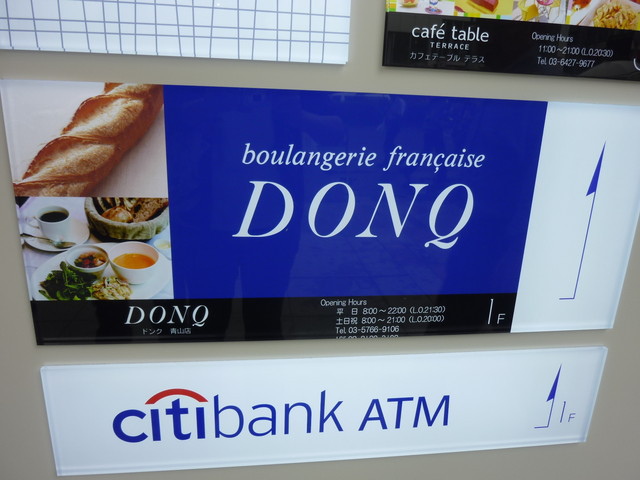 café table
TERRACE
カフェテーブル テラス
Opening Hours
11:00～21:00 (L.O.20:30)
Tel. 03-6427-9677
boulangerie française
DONQ
DONQ
ドンク 青山店
Opening Hours
平 日 8:00～22:00 (L.O.21:30)
土日祝 8:00～21:00 (L.O.20:00)
Tel. 03-5766-9106
1F
citibank ATM
1F